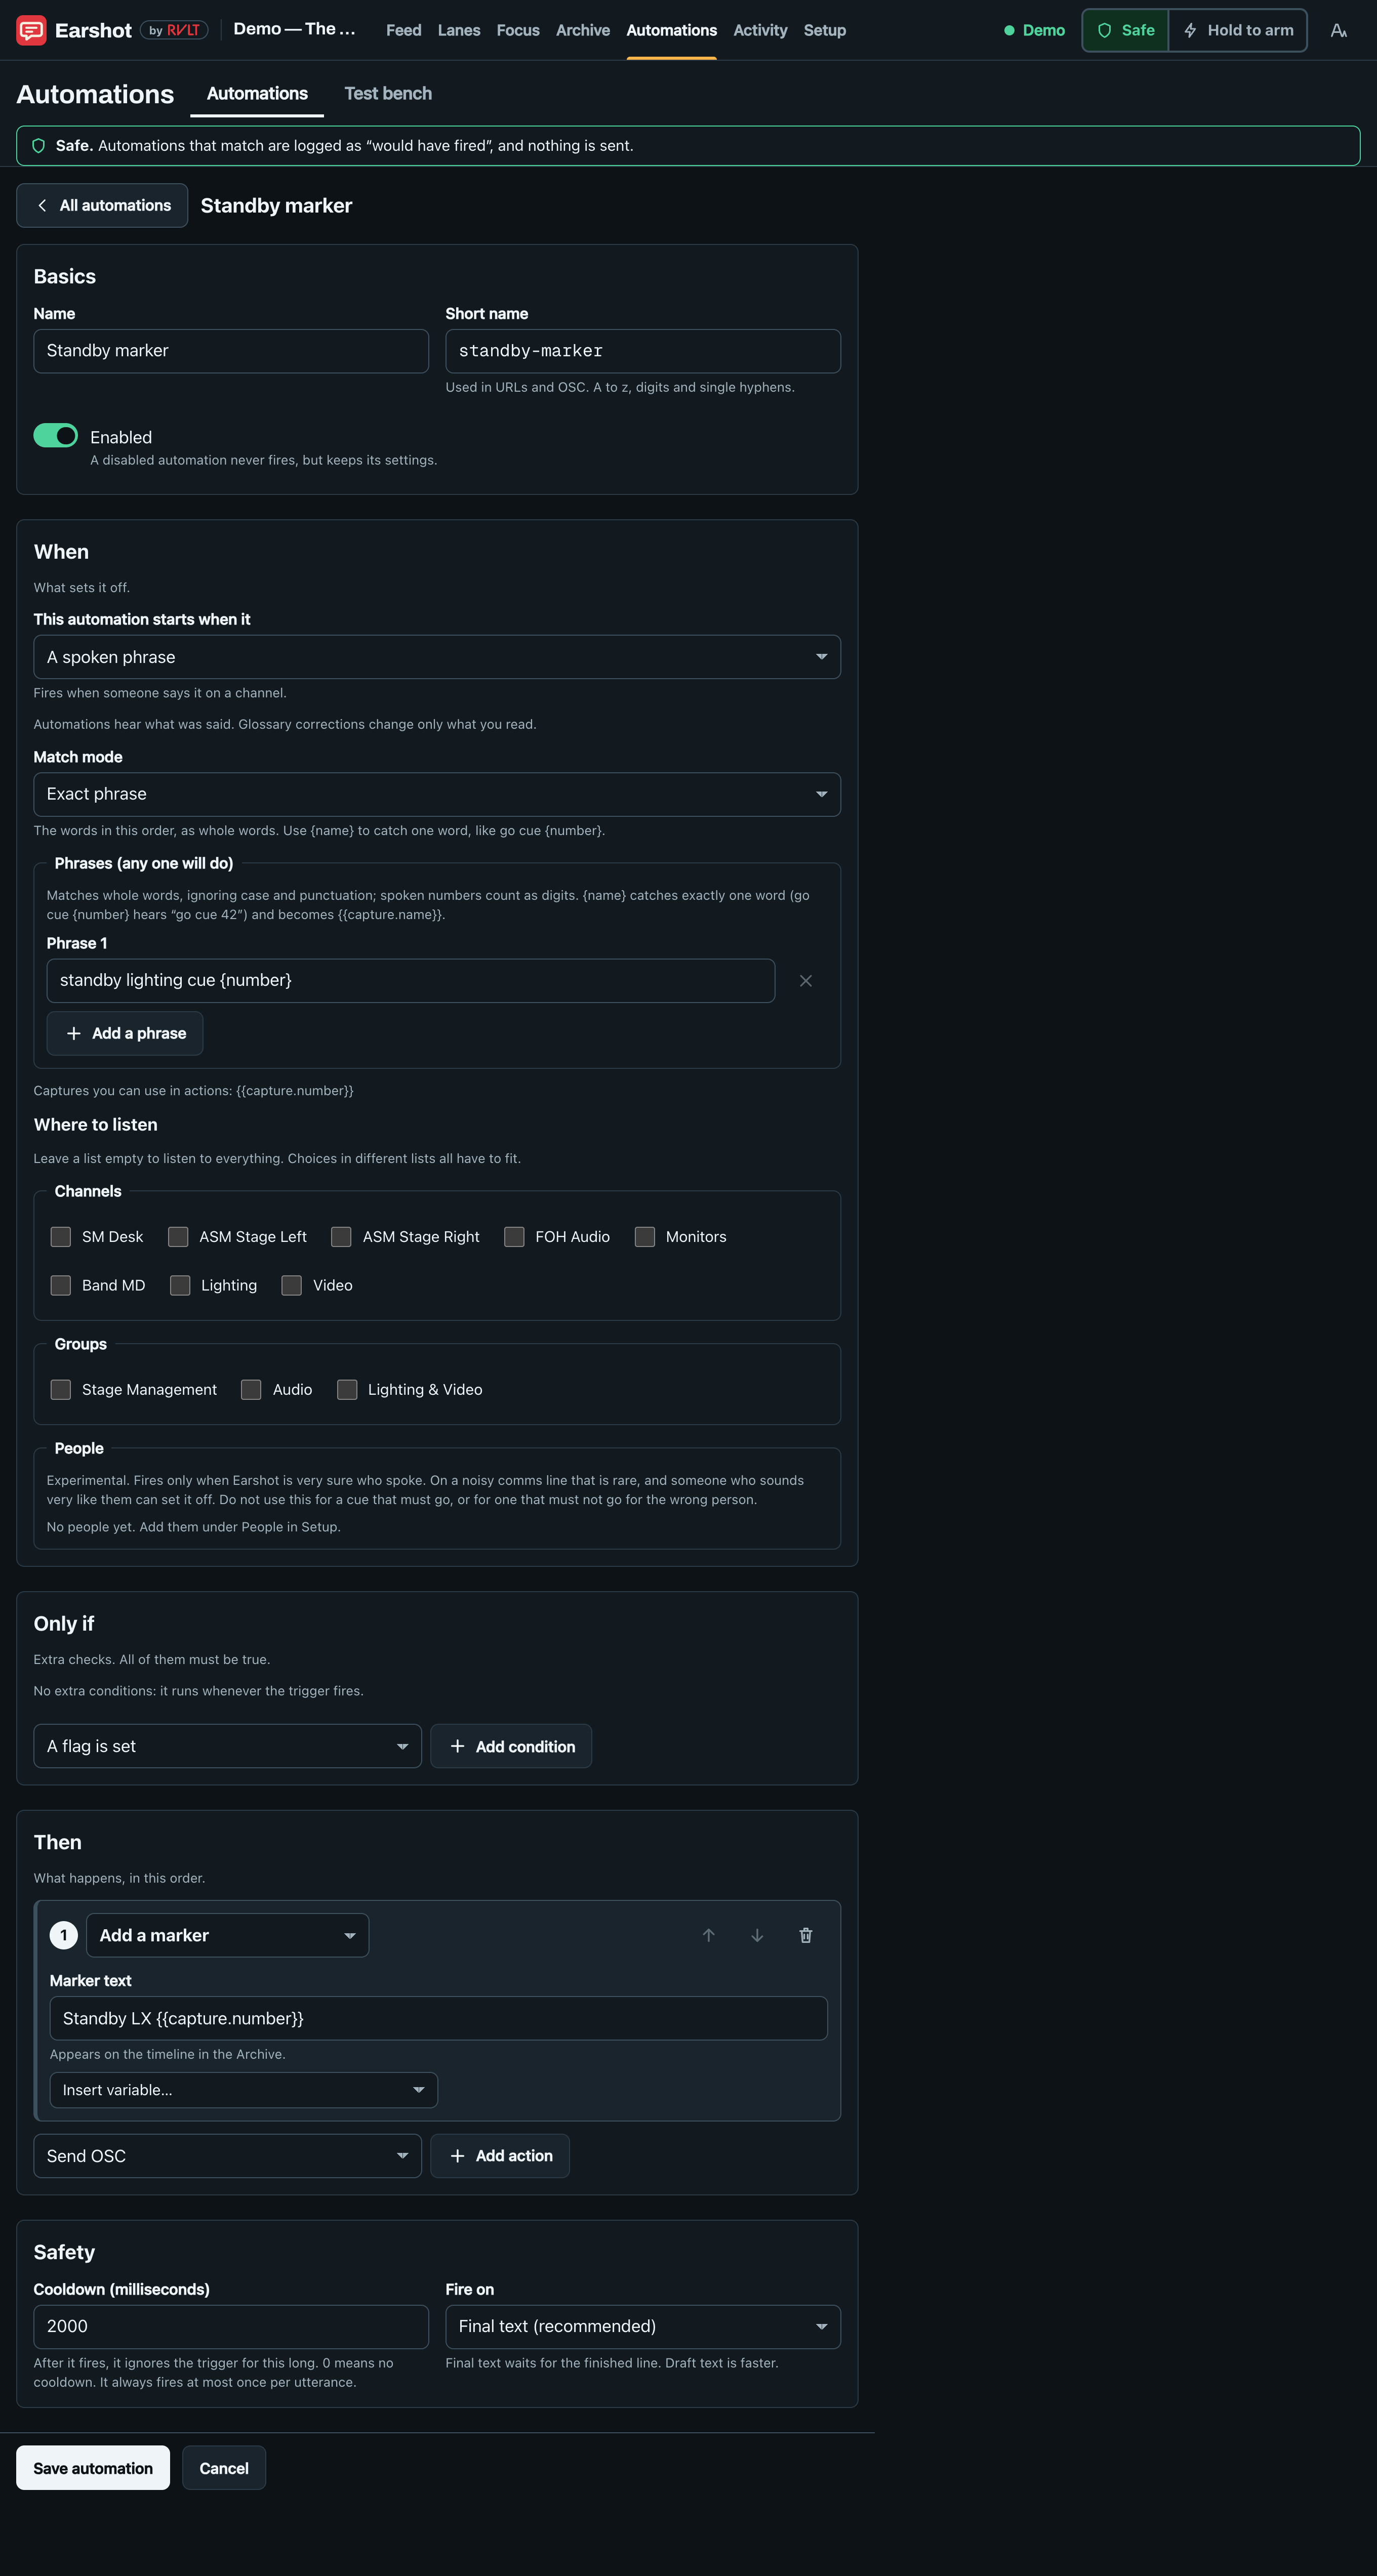 Earshot by RVLT Demo — The ... Feed Lanes Focus Archive Automations Activity Setup Demo Safe Hold to arm
Automations Automations Test bench
Safe. Automations that match are logged as “would have fired”, and nothing is sent.
All automations Standby marker
Basics
Name Short name
Standby marker standby-marker
Used in URLs and OSC. A to z, digits and single hyphens.
Enabled
A disabled automation never fires, but keeps its settings.
When
What sets it off.
This automation starts when it
A spoken phrase
Fires when someone says it on a channel.
Automations hear what was said. Glossary corrections change only what you read.
Match mode
Exact phrase
The words in this order, as whole words. Use {name} to catch one word, like go cue {number}.
Phrases (any one will do)
Matches whole words, ignoring case and punctuation; spoken numbers count as digits. {name} catches exactly one word (go
cue {number} hears “go cue 42”) and becomes {{capture.name}}.
Phrase 1
standby lighting cue {number}
Add a phrase
Captures you can use in actions: {{capture.number}}
Where to listen
Leave a list empty to listen to everything. Choices in different lists all have to fit.
Channels
SM Desk ASM Stage Left ASM Stage Right FOH Audio Monitors
Band MD Lighting Video
Groups
Stage Management Audio Lighting & Video
People
Experimental. Fires only when Earshot is very sure who spoke. On a noisy comms line that is rare, and someone who sounds
very like them can set it off. Do not use this for a cue that must go, or for one that must not go for the wrong person.
No people yet. Add them under People in Setup.
Only if
Extra checks. All of them must be true.
No extra conditions: it runs whenever the trigger fires.
A flag is set Add condition
Then
What happens, in this order.
1 Add a marker
Marker text
Standby LX {{capture.number}}
Appears on the timeline in the Archive.
Insert variable...
Send OSC Add action
Safety
Cooldown (milliseconds) Fire on
2000 Final text (recommended)
After it fires, it ignores the trigger for this long. 0 means no Final text waits for the finished line. Draft text is faster.
cooldown. It always fires at most once per utterance.
Save automation Cancel